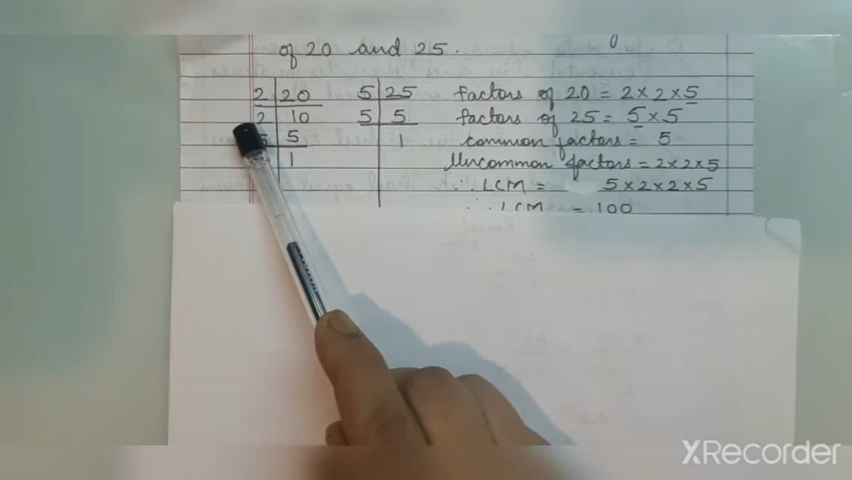 of 20 and 25.
2 20 5 25 factors of 20 = 2 × 2 × 5
2 10 5 5 factors of 25 = 5 × 5
5 1 common factors = 5
1 Uncommon factors = 2 × 2 × 5
∴ LCM = 5 × 2 × 2 × 5
∴ LCM = 100
XRecorder